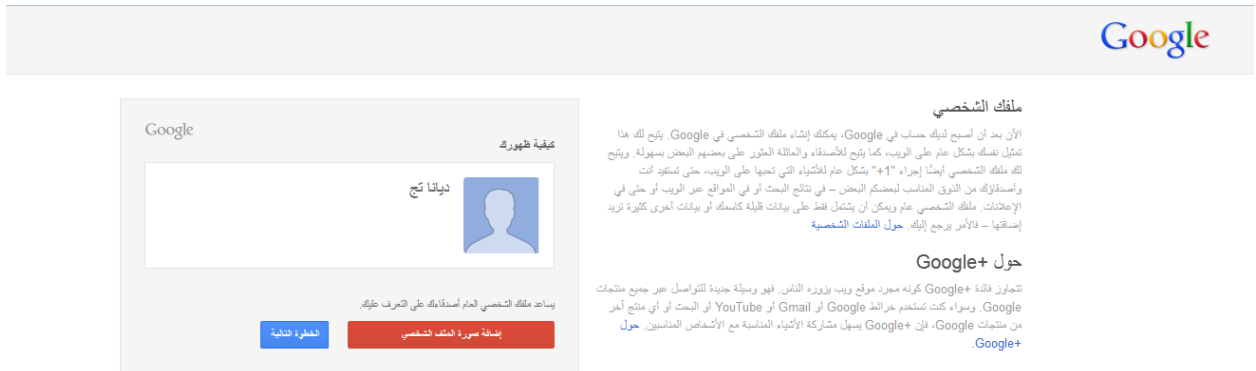 Google
ملفك الشخصي
الآن بعد أن أصبح لديك حساب في Google، يمكنك إنشاء ملفك الشخصي في Google. يتيح لك هذا
تمثيل نفسك بشكل عام على الويب، كما يتيح للأصدقاء والعائلة العثور على بعضهم البعض بسهولة. ويتيح
لك ملفك الشخصي أيضًا إجراء "1+" بشكل عام للأشياء التي تحبها على الويب، حتى تستفيد أنت
وأصدقاؤك من الذوق المناسب لبعضكم البعض – في نتائج البحث أو في المواقع عبر الويب أو حتى في
الإعلانات. ملفك الشخصي عام ويمكن أن يشتمل فقط على بيانات قليلة كاسمك أو بيانات أخرى كثيرة تريد
إضافتها – فالأمر يرجع إليك. حول الملفات الشخصية
حول +Google
تتجاوز فائدة +Google كونه مجرد موقع ويب يزوره الناس. فهو وسيلة جديدة للتواصل عبر جميع منتجات
Google. وسواء كنت تستخدم خرائط Google أو Gmail أو YouTube أو البحث أو أي منتج آخر
من منتجات Google، فإن +Google يسهل مشاركة الأشياء المناسبة مع الأشخاص المناسبين. حول
+Google.
Google
كيفية ظهورك
ديانا تج
يساعد ملفك الشخصي العام أصدقاءك على التعرف عليك.
إضافة صورة الملف الشخصي
الخطوة التالية